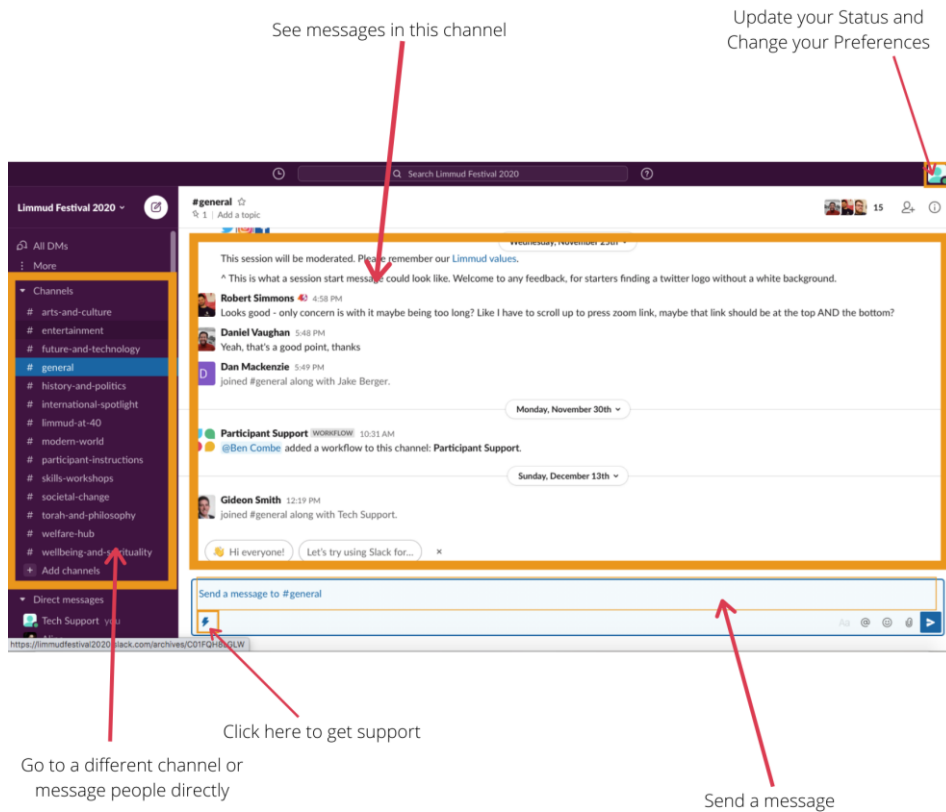 See messages in this channel
Update your Status and
Change your Preferences
Search Limmud Festival 2020
Limmud Festival 2020
#general
1 | Add a topic
15
All DMs
More
Channels
# arts-and-culture
# entertainment
# future-and-technology
# general
# history-and-politics
# international-spotlight
# limmud-at-40
# modern-world
# participant-instructions
# skills-workshops
# societal-change
# torah-and-philosophy
# welfare-hub
# wellbeing-and-spirituality
+ Add channels
Direct messages
Tech Support you
Wednesday, November 25th
This session will be moderated. Please remember our Limmud values.
^ This is what a session start message could look like. Welcome to any feedback, for starters finding a twitter logo without a white background.
Robert Simmons 4:58 PM
Looks good - only concern is with it maybe being too long? Like I have to scroll up to press zoom link, maybe that link should be at the top AND the bottom?
Daniel Vaughan 5:48 PM
Yeah, that's a good point, thanks
D
Dan Mackenzie 5:49 PM
joined #general along with Jake Berger.
Monday, November 30th
Participant Support WORKFLOW 10:31 AM
@Ben Combe added a workflow to this channel: Participant Support.
Sunday, December 13th
Gideon Smith 12:19 PM
joined #general along with Tech Support.
👋 Hi everyone!
Let's try using Slack for... ×
Send a message to #general
Aa @
Click here to get support
Go to a different channel or
message people directly
Send a message